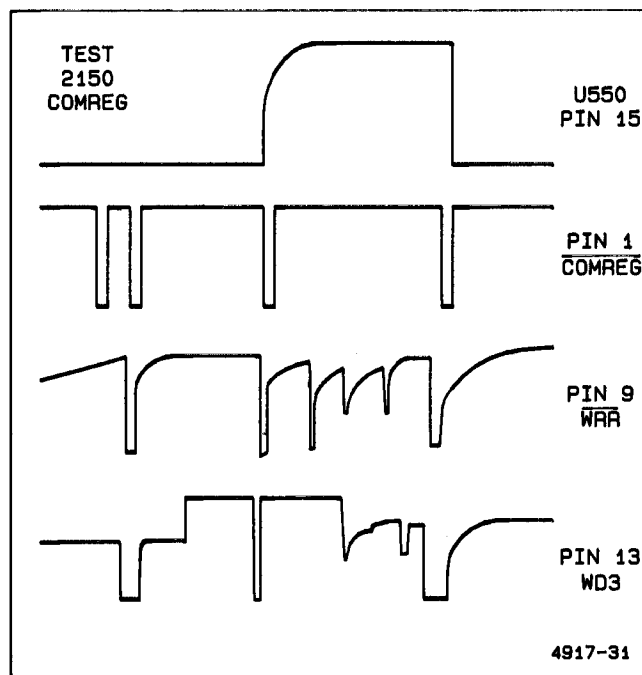 TEST
2150
COMREG
U550
PIN 15
PIN 1
COMREG
PIN 9
WRR
PIN 13
WD3
4917-31